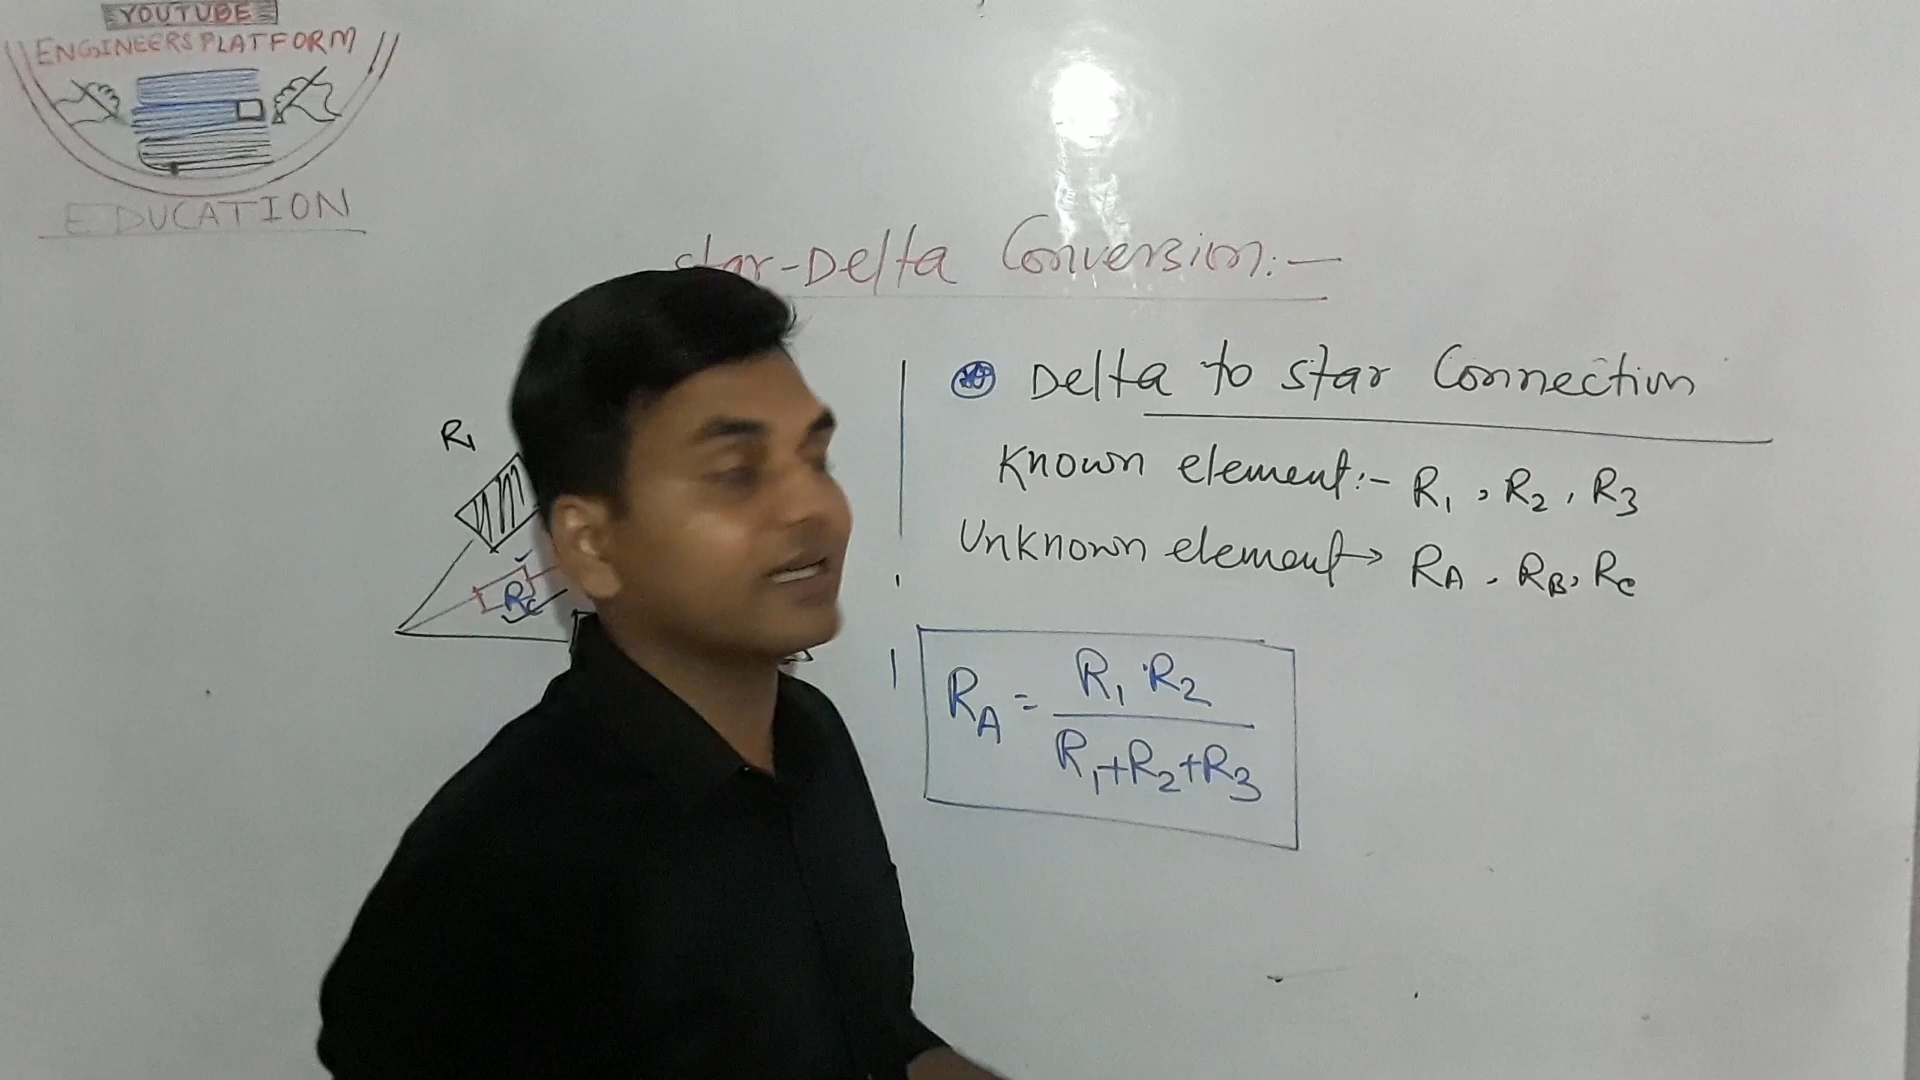 YOUTUBE
ENGINEERS PLATFORM
EDUCATION
Star-Delta Conversion:-
Delta to star Connection
Known element:- R1, R2, R3
Unknown element→ RA, RB, RC
R1
RC
RA = R1·R2
R1+R2+R3